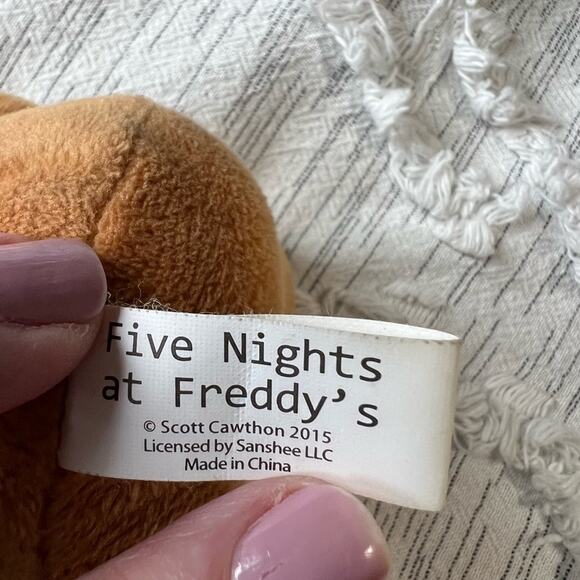 Five Nights
at Freddy's
© Scott Cawthon 2015
Licensed by Sanshee LLC
Made in China